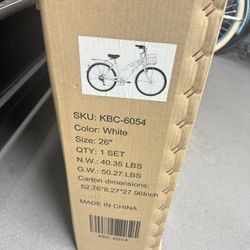 SKU: KBC-6054
Color: White
Size: 26"
QTY: 1 SET
N.W.: 40.35 LBS
G.W.: 50.27 LBS
Carton dimensions:
52.76*8.27*27.96Inch
MADE IN CHINA
KBC-6054